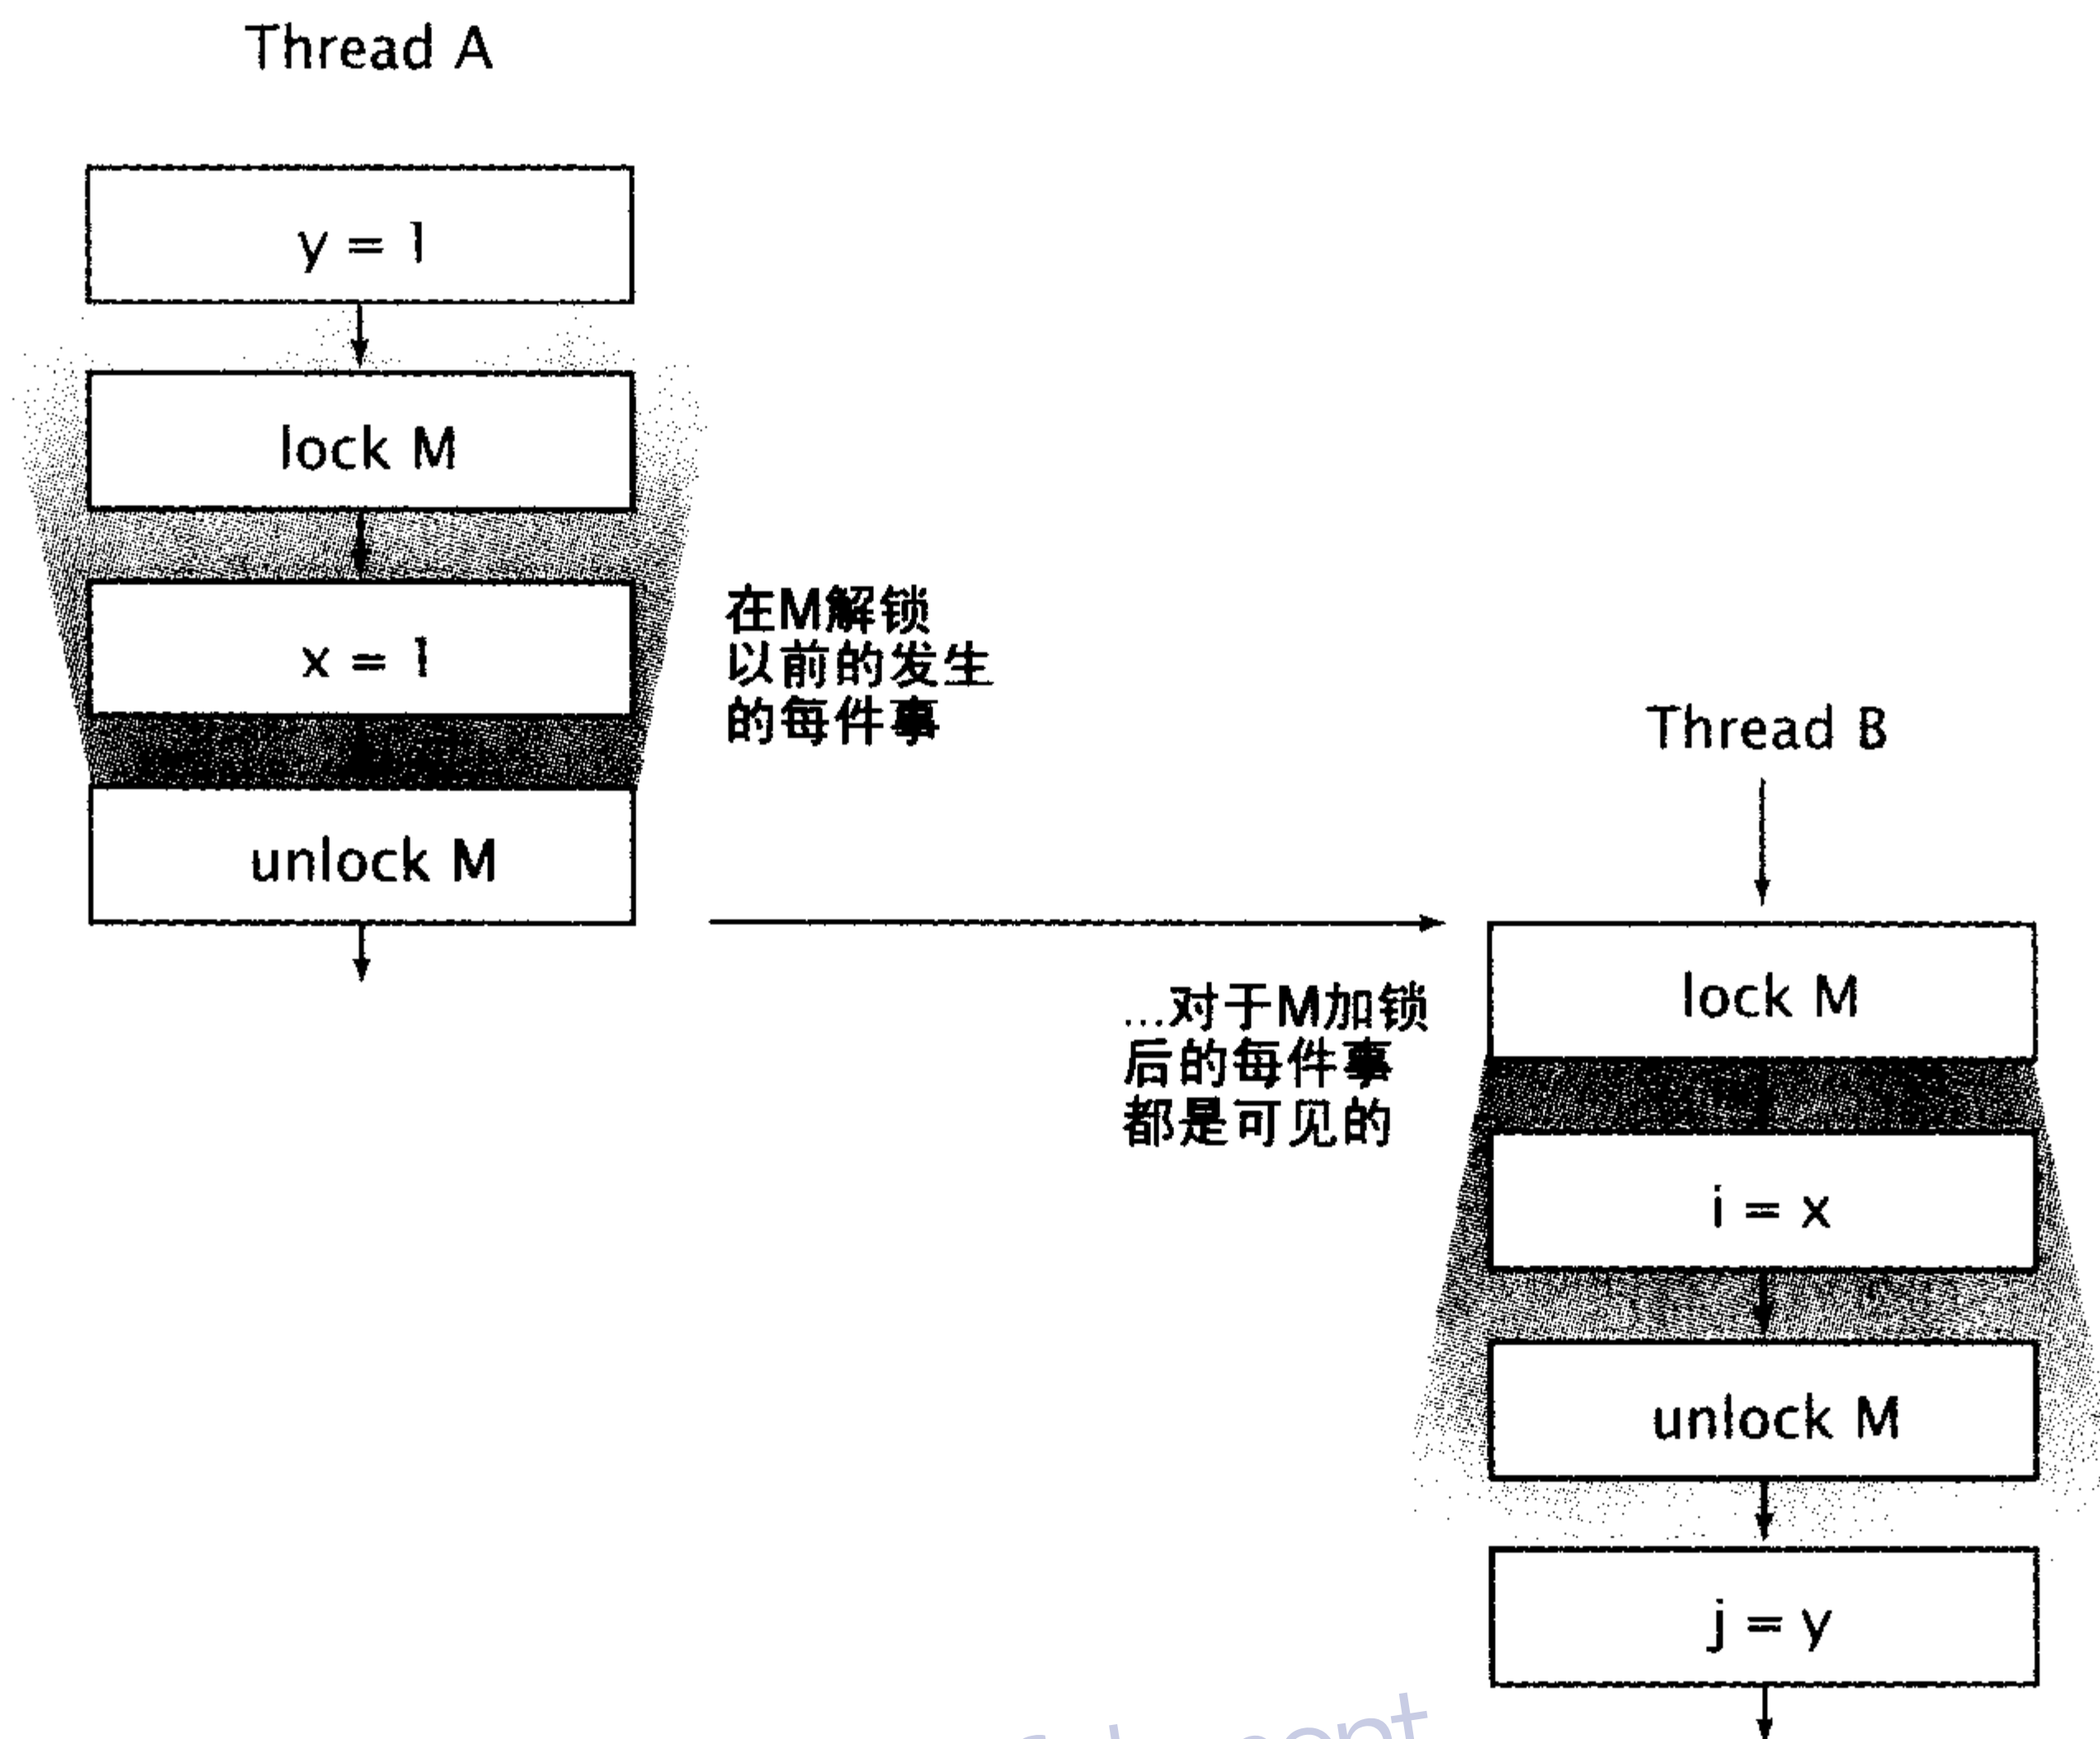 Thread A
y = 1
lock M
x = 1
unlock M
在M解锁
以前的发生
的每件事
Thread B
...对于M加锁
后的每件事
都是可见的
lock M
i = x
unlock M
j = y